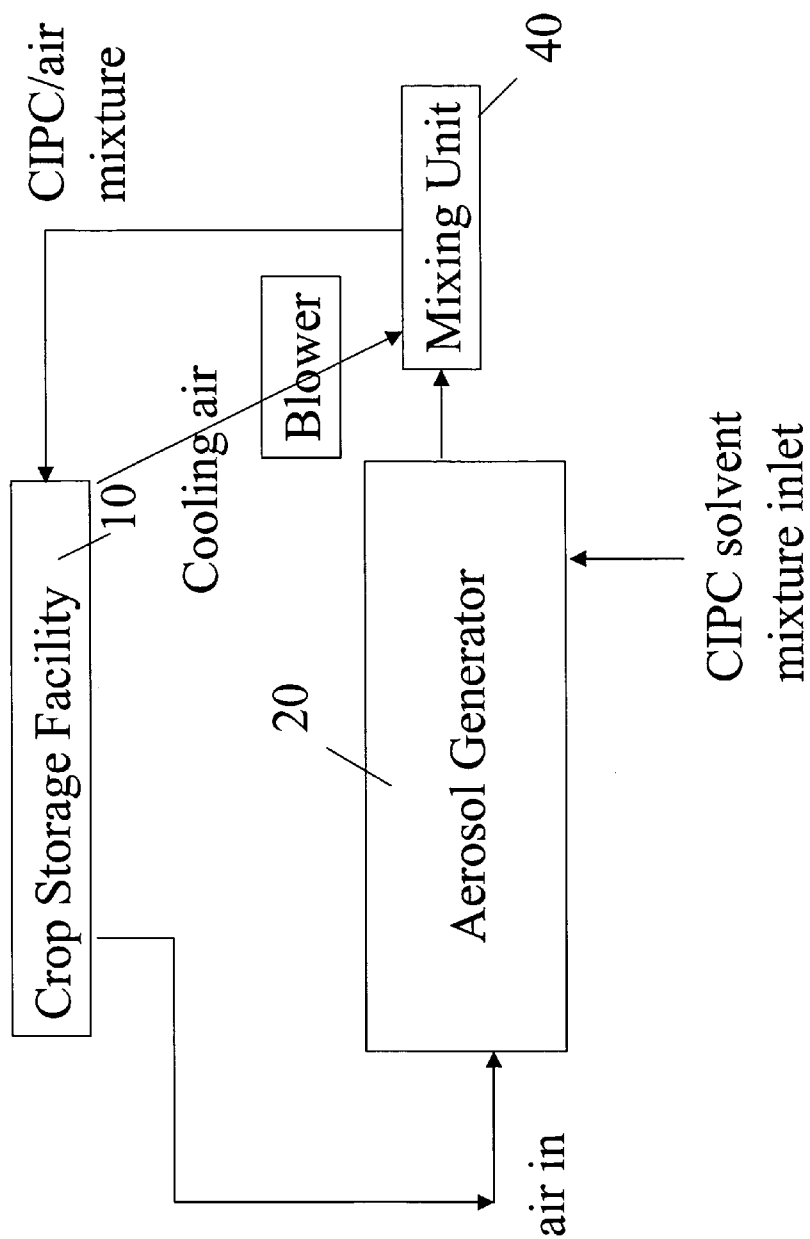 Crop Storage Facility
10
CIPC/air
mixture
Cooling air
Blower
Mixing Unit
40
20
Aerosol Generator
air in
CIPC solvent
mixture inlet